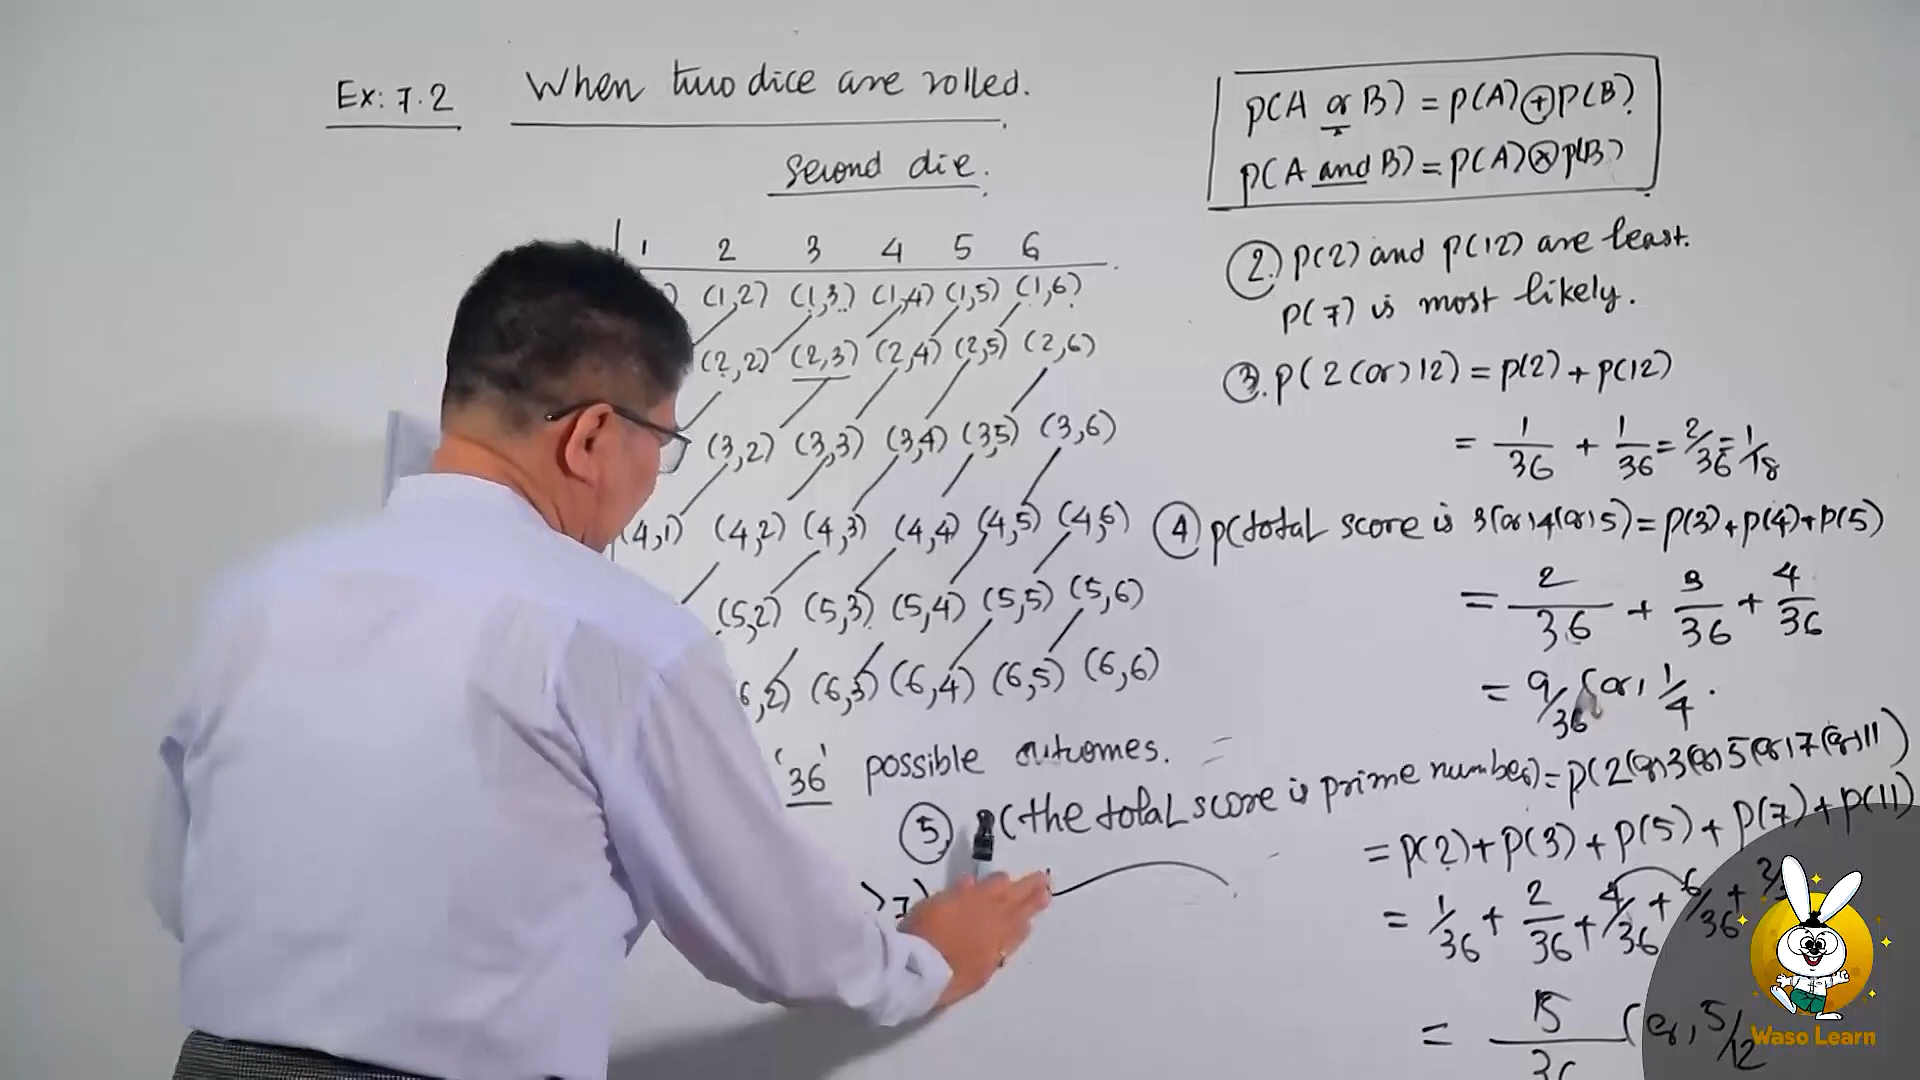 Ex: 7.2 When two dice are rolled.
Second die.
1 2 3 4 5 6
) (1,2) (1,3) (1,4) (1,5) (1,6)
(2,2) (2,3) (2,4) (2,5) (2,6)
(3,2) (3,3) (3,4) (35) (3,6)
(4,1) (4,2) (4,3) (4,4) (4,5) (4,6)
(5,2) (5,3) (5,4) (5,5) (5,6)
6,2) (6,3) (6,4) (6,5) (6,6)
'36' possible outcomes.
P(A or B) = P(A) + P(B)
P(A and B) = P(A) × P(B)
2. P(2) and P(12) are least.
P(7) is most likely.
3. P(2 (or) 12) = P(2) + P(12)
= 1/36 + 1/36 = 2/36 = 1/18
4 P(total score is 3 (or) 4 (or) 5) = P(3) + P(4) + P(5)
= 2/36 + 3/36 + 4/36
= 9/36 (or) 1/4.
5. P(the total score is prime number) = P(2 (or) 3 (or) 5 (or) 7 (or) 11)
= P(2) + P(3) + P(5) + P(7) + P(11)
= 1/36 + 2/36 + 4/36 + 6/36 +
= 15/36 (or) 5/12
>7)
Waso Learn